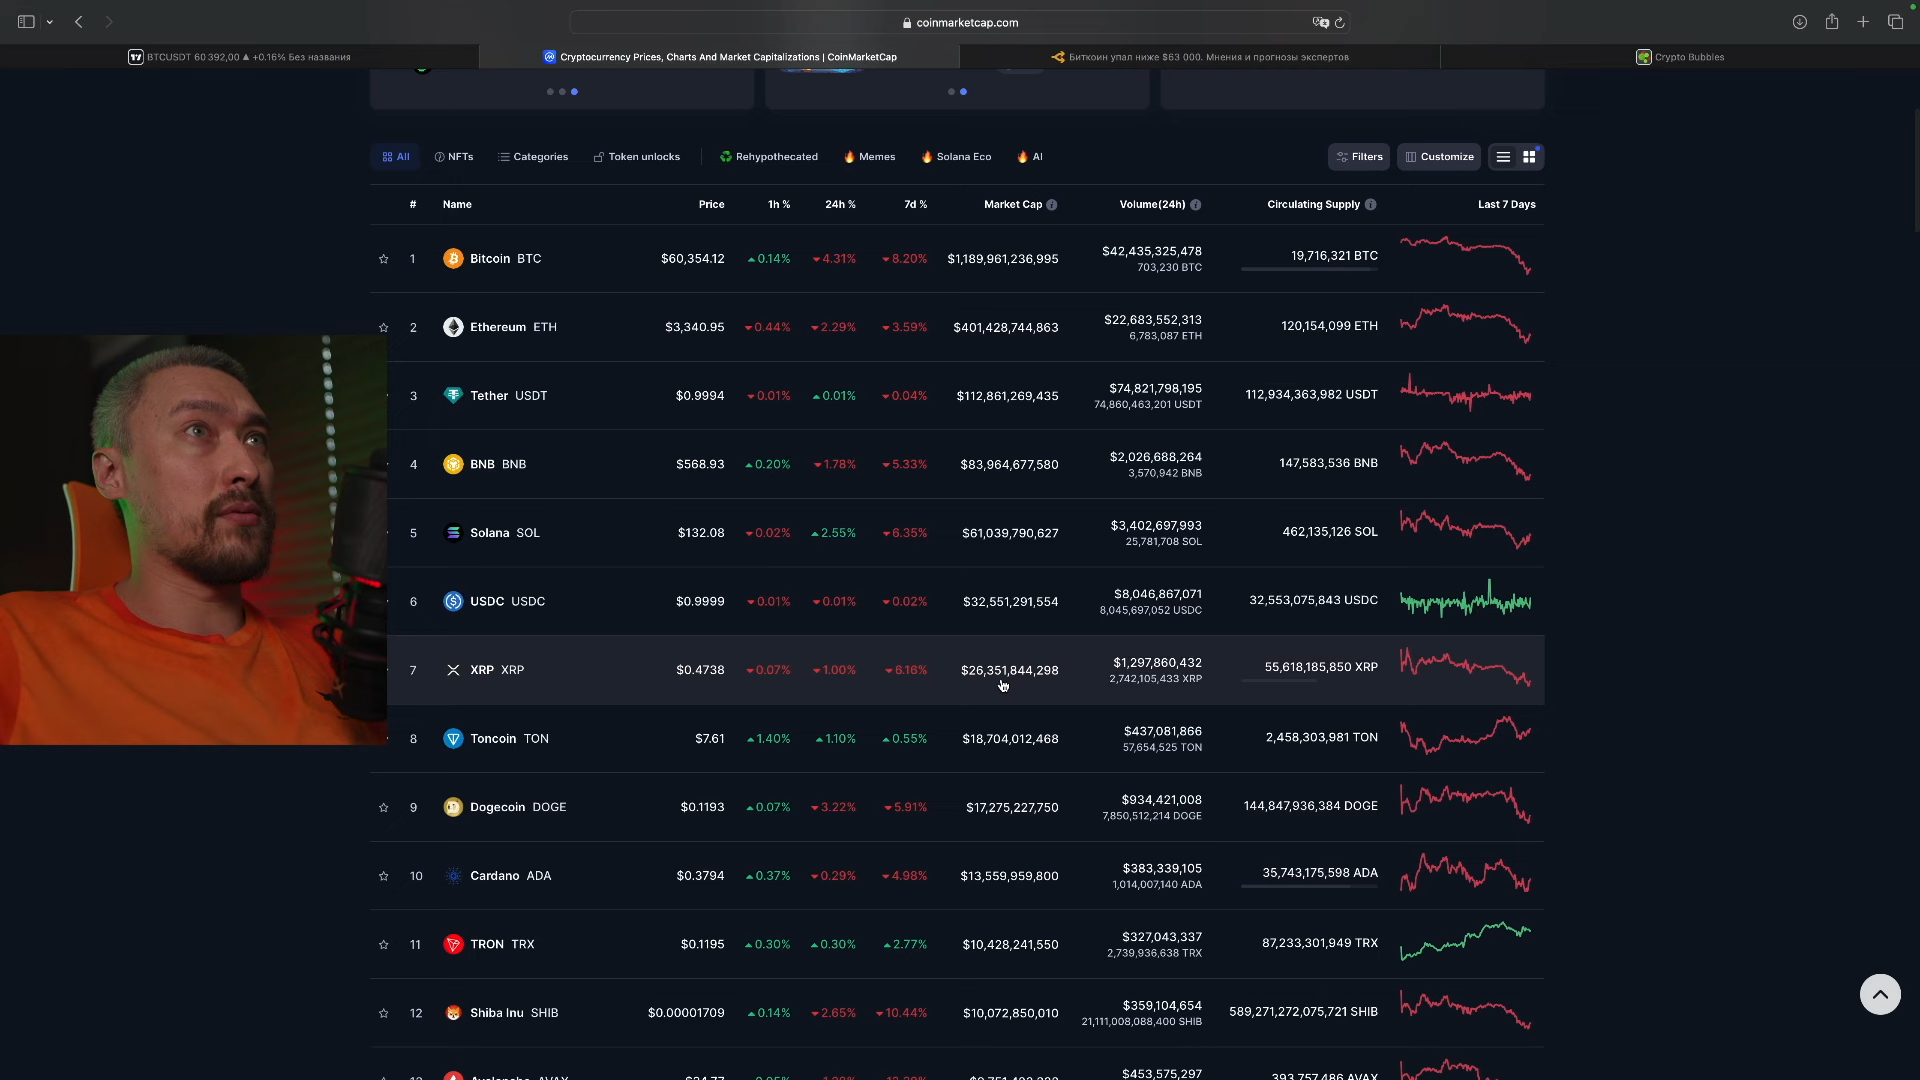 coinmarketcap.com
BTCUSDT 60 392,00 ▲ +0.16% Без названия
Cryptocurrency Prices, Charts And Market Capitalizations | CoinMarketCap
Биткоин упал ниже $63 000. Мнения и прогнозы экспертов
Crypto Bubbles
All NFTs Categories Token unlocks Rehypothecated Memes Solana Eco AI Filters Customize
# Name Price 1h % 24h % 7d % Market Cap Volume(24h) Circulating Supply Last 7 Days
1 Bitcoin BTC $60,354.12 0.14% 4.31% 8.20% $1,189,961,236,995 $42,435,325,478 19,716,321 BTC
703,230 BTC
2 Ethereum ETH $3,340.95 0.44% 2.29% 3.59% $401,428,744,863 $22,683,552,313 120,154,099 ETH
6,783,087 ETH
3 Tether USDT $0.9994 0.01% 0.01% 0.04% $112,861,269,435 $74,821,798,195 112,934,363,982 USDT
74,860,463,201 USDT
4 BNB BNB $568.93 0.20% 1.78% 5.33% $83,964,677,580 $2,026,688,264 147,583,536 BNB
3,570,942 BNB
5 Solana SOL $132.08 0.02% 2.55% 6.35% $61,039,790,627 $3,402,697,993 462,135,126 SOL
25,781,708 SOL
6 USDC USDC $0.9999 0.01% 0.01% 0.02% $32,551,291,554 $8,046,867,071 32,553,075,843 USDC
8,045,697,052 USDC
7 XRP XRP $0.4738 0.07% 1.00% 6.16% $26,351,844,298 $1,297,860,432 55,618,185,850 XRP
2,742,105,433 XRP
8 Toncoin TON $7.61 1.40% 1.10% 0.55% $18,704,012,468 $437,081,866 2,458,303,981 TON
57,654,525 TON
9 Dogecoin DOGE $0.1193 0.07% 3.22% 5.91% $17,275,227,750 $934,421,008 144,847,936,384 DOGE
7,850,512,214 DOGE
10 Cardano ADA $0.3794 0.37% 0.29% 4.98% $13,559,959,800 $383,339,105 35,743,175,598 ADA
1,014,007,140 ADA
11 TRON TRX $0.1195 0.30% 0.30% 2.77% $10,428,241,550 $327,043,337 87,233,301,949 TRX
2,739,936,638 TRX
12 Shiba Inu SHIB $0.00001709 0.14% 2.65% 10.44% $10,072,850,010 $359,104,654 589,271,272,075,721 SHIB
21,111,008,088,400 SHIB
$453,575,297